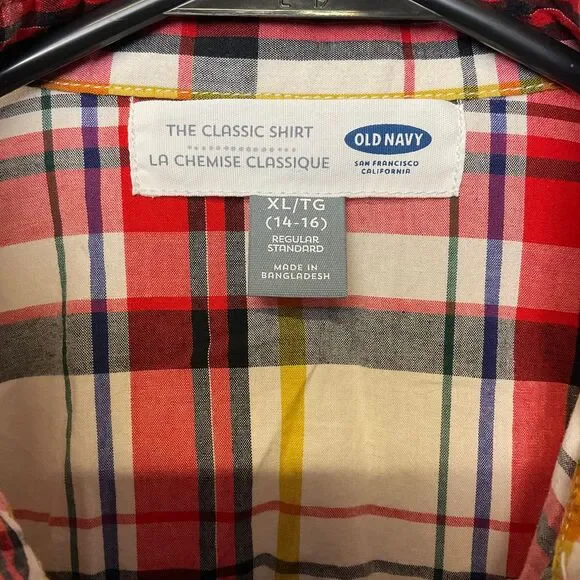 THE CLASSIC SHIRT
LA CHEMISE CLASSIQUE
OLD NAVY
SAN FRANCISCO
CALIFORNIA
XL/TG
(14-16)
REGULAR
STANDARD
MADE IN
BANGLADESH